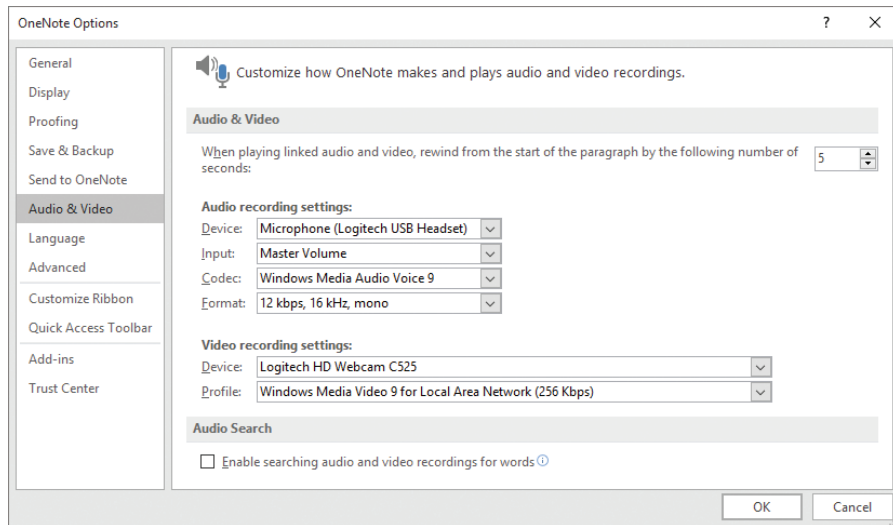 OneNote Options
General
Display
Proofing
Save & Backup
Send to OneNote
Audio & Video
Language
Advanced
Customize Ribbon
Quick Access Toolbar
Add-ins
Trust Center
Customize how OneNote makes and plays audio and video recordings.
Audio & Video
When playing linked audio and video, rewind from the start of the paragraph by the following number of
seconds:
5
Audio recording settings:
Device: Microphone (Logitech USB Headset)
Input: Master Volume
Codec: Windows Media Audio Voice 9
Format: 12 kbps, 16 kHz, mono
Video recording settings:
Device: Logitech HD Webcam C525
Profile: Windows Media Video 9 for Local Area Network (256 Kbps)
Audio Search
Enable searching audio and video recordings for words
OK Cancel